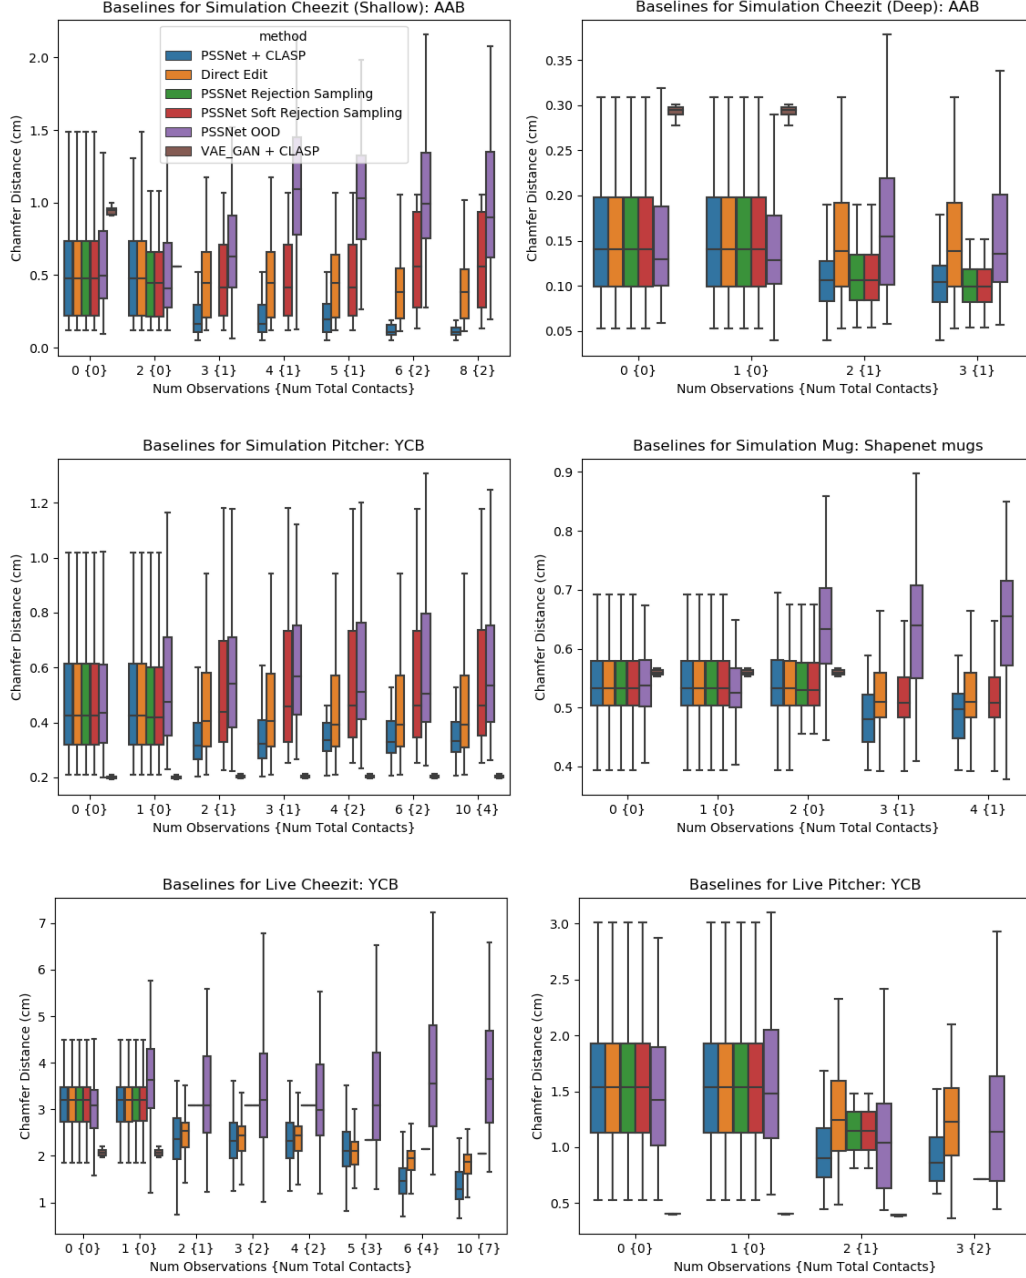 Baselines for Simulation Cheezit (Shallow): AAB
Chamfer Distance (cm)
2.0
1.5
1.0
0.5
0.0
method
PSSNet + CLASP
Direct Edit
PSSNet Rejection Sampling
PSSNet Soft Rejection Sampling
PSSNet OOD
VAE_GAN + CLASP
0 {0} 2 {0} 3 {1} 4 {1} 5 {1} 6 {2} 8 {2}
Num Observations {Num Total Contacts}
Baselines for Simulation Cheezit (Deep): AAB
Chamfer Distance (cm)
0.35
0.30
0.25
0.20
0.15
0.10
0.05
0 {0} 1 {0} 2 {1} 3 {1}
Num Observations {Num Total Contacts}
Baselines for Simulation Pitcher: YCB
Chamfer Distance (cm)
1.2
1.0
0.8
0.6
0.4
0.2
0 {0} 1 {0} 2 {1} 3 {1} 4 {2} 6 {2} 10 {4}
Num Observations {Num Total Contacts}
Baselines for Simulation Mug: Shapenet mugs
Chamfer Distance (cm)
0.9
0.8
0.7
0.6
0.5
0.4
0 {0} 1 {0} 2 {0} 3 {1} 4 {1}
Num Observations {Num Total Contacts}
Baselines for Live Cheezit: YCB
Chamfer Distance (cm)
7
6
5
4
3
2
1
0 {0} 1 {0} 2 {1} 3 {2} 4 {2} 5 {3} 6 {4} 10 {7}
Num Observations {Num Total Contacts}
Baselines for Live Pitcher: YCB
Chamfer Distance (cm)
3.0
2.5
2.0
1.5
1.0
0.5
0 {0} 1 {0} 2 {1} 3 {2}
Num Observations {Num Total Contacts}